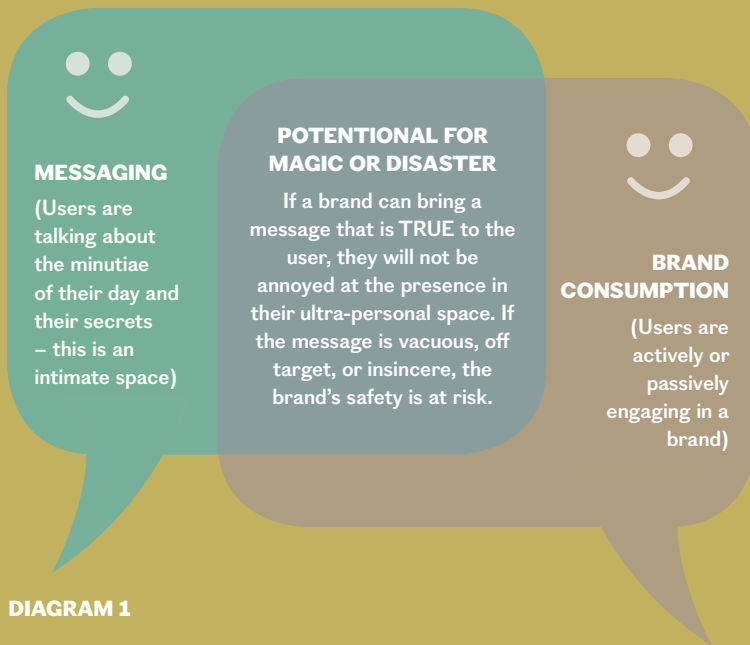 MESSAGING
(Users are
talking about
the minutiae
of their day and
their secrets
– this is an
intimate space)
POTENTIONAL FOR
MAGIC OR DISASTER
If a brand can bring a
message that is TRUE to the
user, they will not be
annoyed at the presence in
their ultra-personal space. If
the message is vacuous, off
target, or insincere, the
brand’s safety is at risk.
BRAND
CONSUMPTION
(Users are
actively or
passively
engaging in a
brand)
DIAGRAM 1